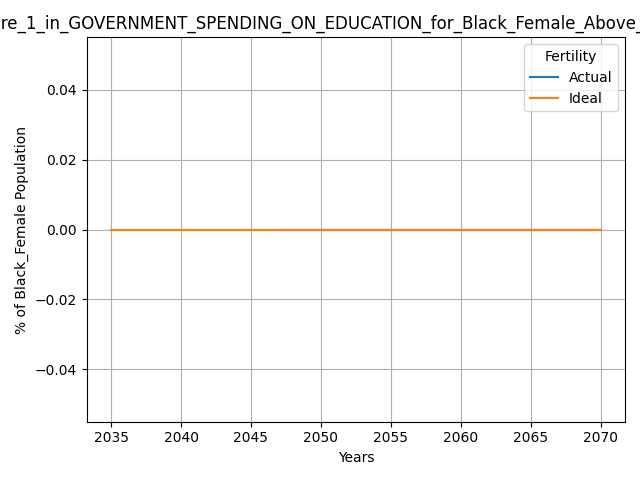 re_1_in_GOVERNMENT_SPENDING_ON_EDUCATION_for_Black_Female_Above_
Fertility
Actual
Ideal
0.04
0.02
0.00
−0.02
−0.04
% of Black_Female Population
2035 2040 2045 2050 2055 2060 2065 2070
Years